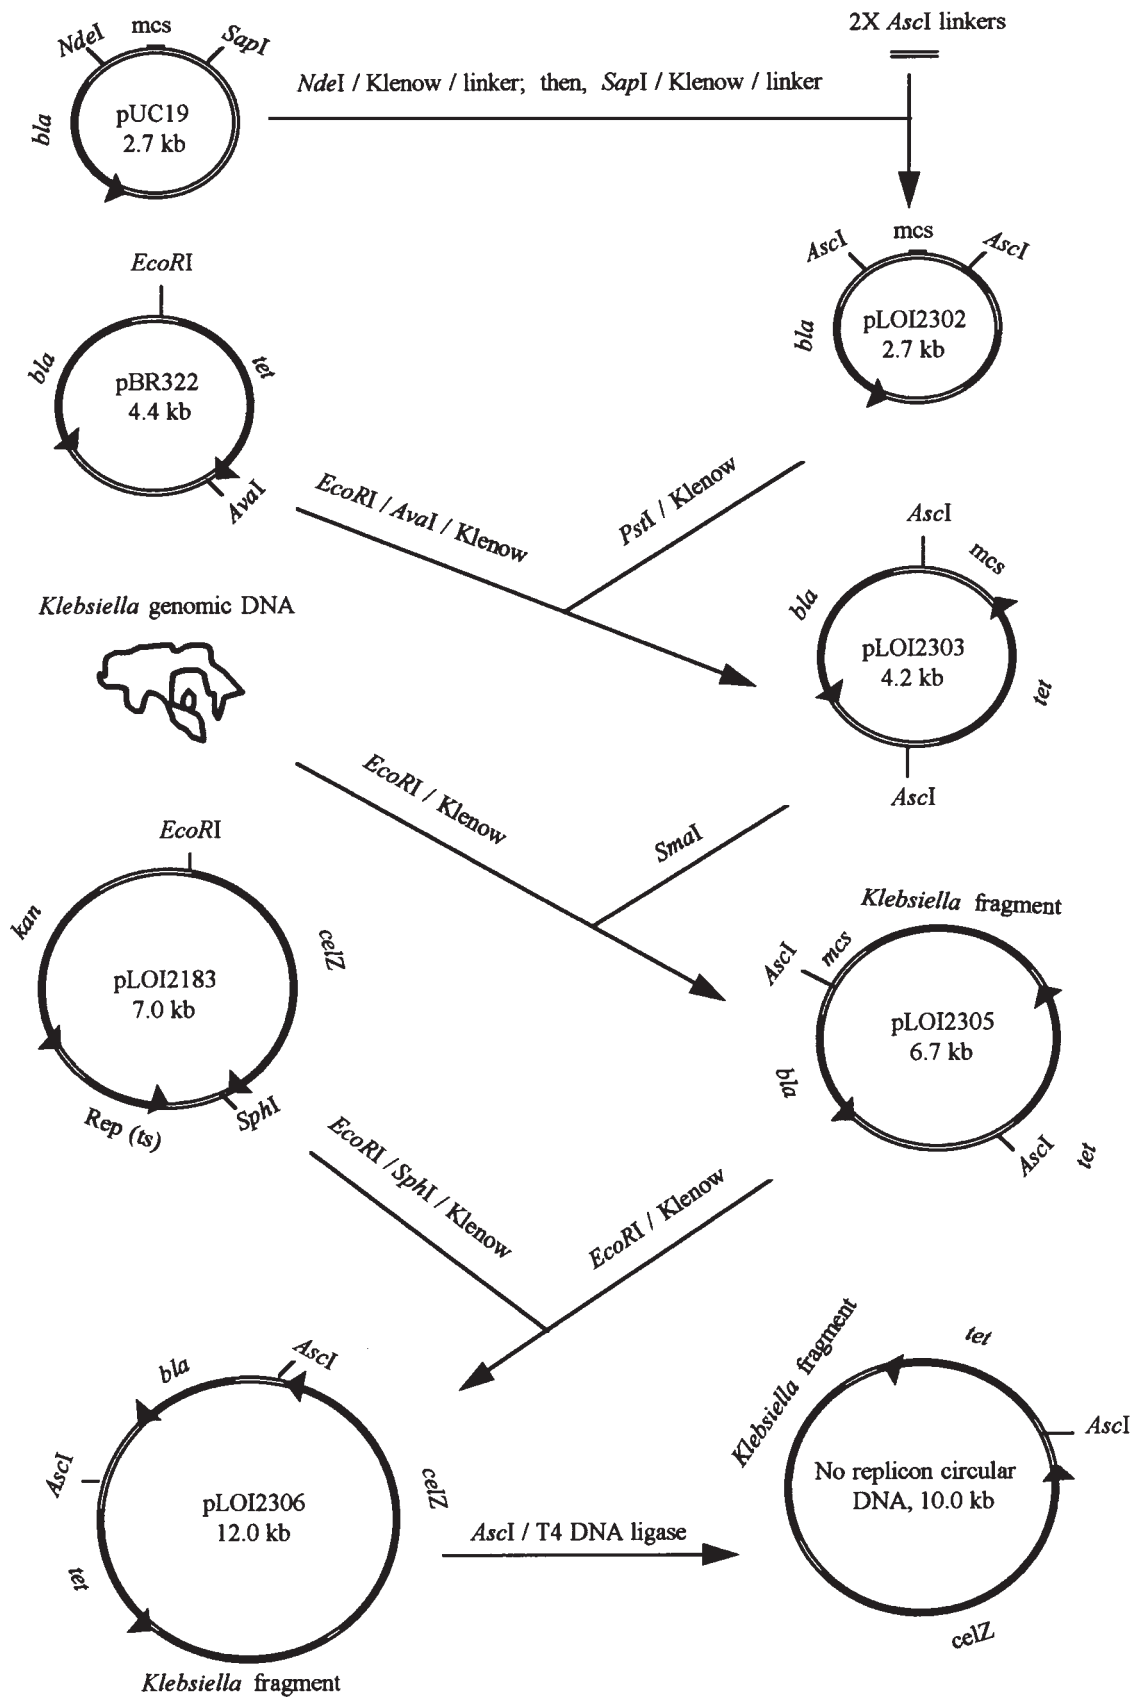 mcs
NdeI
SapI
bla
pUC19
2.7 kb
2X AscI linkers
NdeI / Klenow / linker; then, SapI / Klenow / linker
EcoRI
bla
tet
pBR322
4.4 kb
AvaI
mcs
AscI
AscI
bla
pLOI2302
2.7 kb
EcoRI / AvaI / Klenow
PstI / Klenow
AscI
mcs
bla
pLOI2303
4.2 kb
tet
AscI
Klebsiella genomic DNA
EcoRI / Klenow
SmaI
EcoRI
kan
celZ
pLOI2183
7.0 kb
Rep (ts)
SphI
Klebsiella fragment
AscI
mcs
pLOI2305
6.7 kb
bla
AscI
tet
EcoRI / SphI / Klenow
EcoRI / Klenow
bla
AscI
AscI
celZ
pLOI2306
12.0 kb
tet
Klebsiella fragment
AscI / T4 DNA ligase
Klebsiella fragment
tet
AscI
No replicon circular
DNA, 10.0 kb
celZ